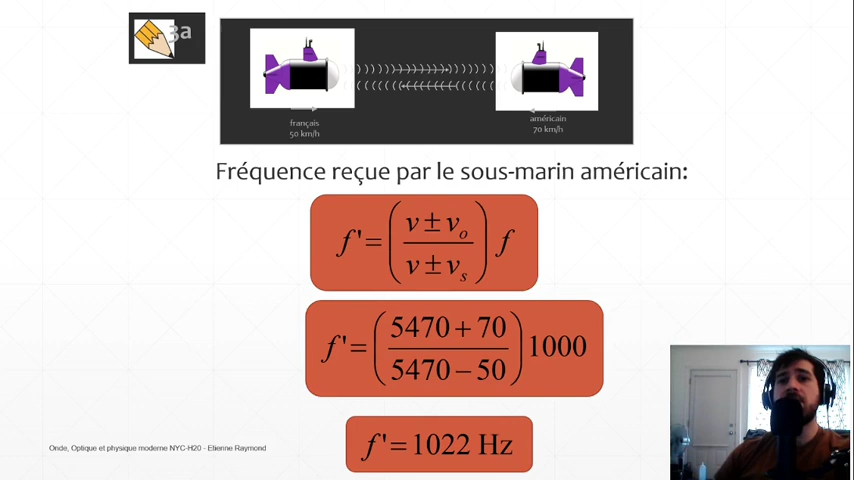 3a
français
50 km/h
américain
70 km/h
Fréquence reçue par le sous-marin américain:
f'=((v±v_o)/(v±v_s)) f
f'=((5470+70)/(5470−50))1000
f'=1022 Hz
Onde, Optique et physique moderne NYC-H20 - Etienne Raymond